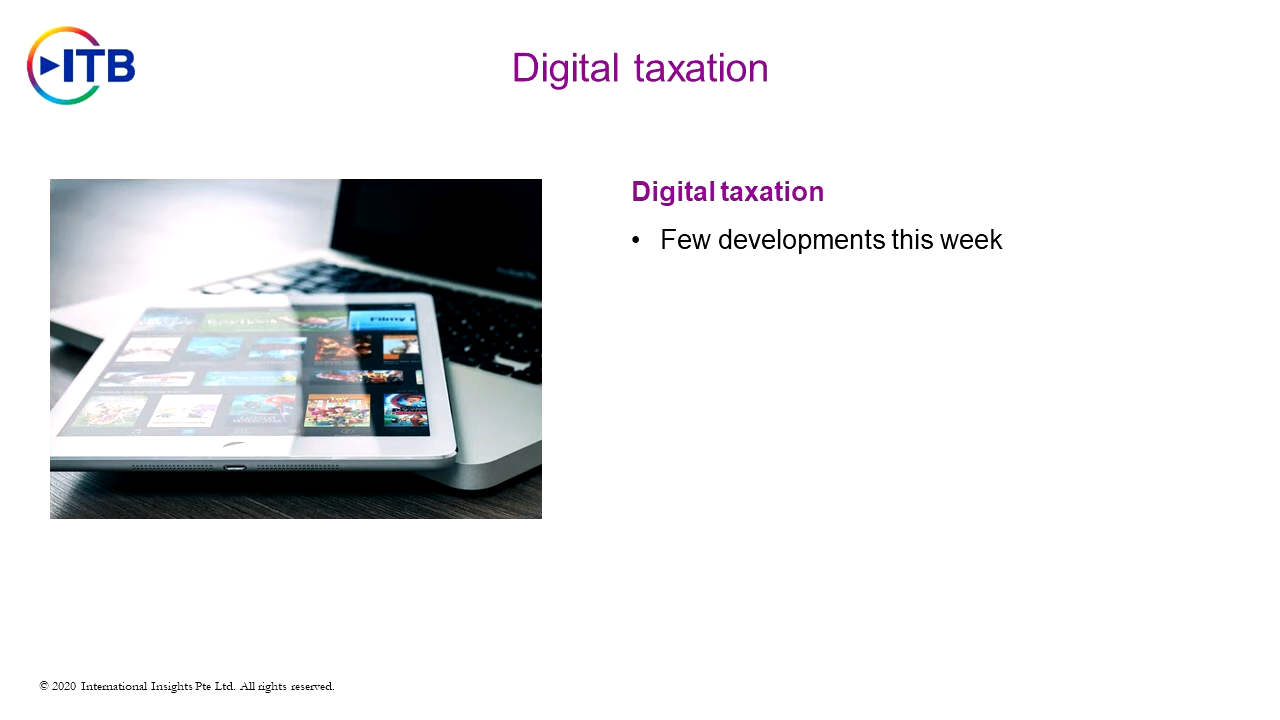 ITB
Digital taxation
Digital taxation
• Few developments this week
© 2020 International Insights Pte Ltd. All rights reserved.